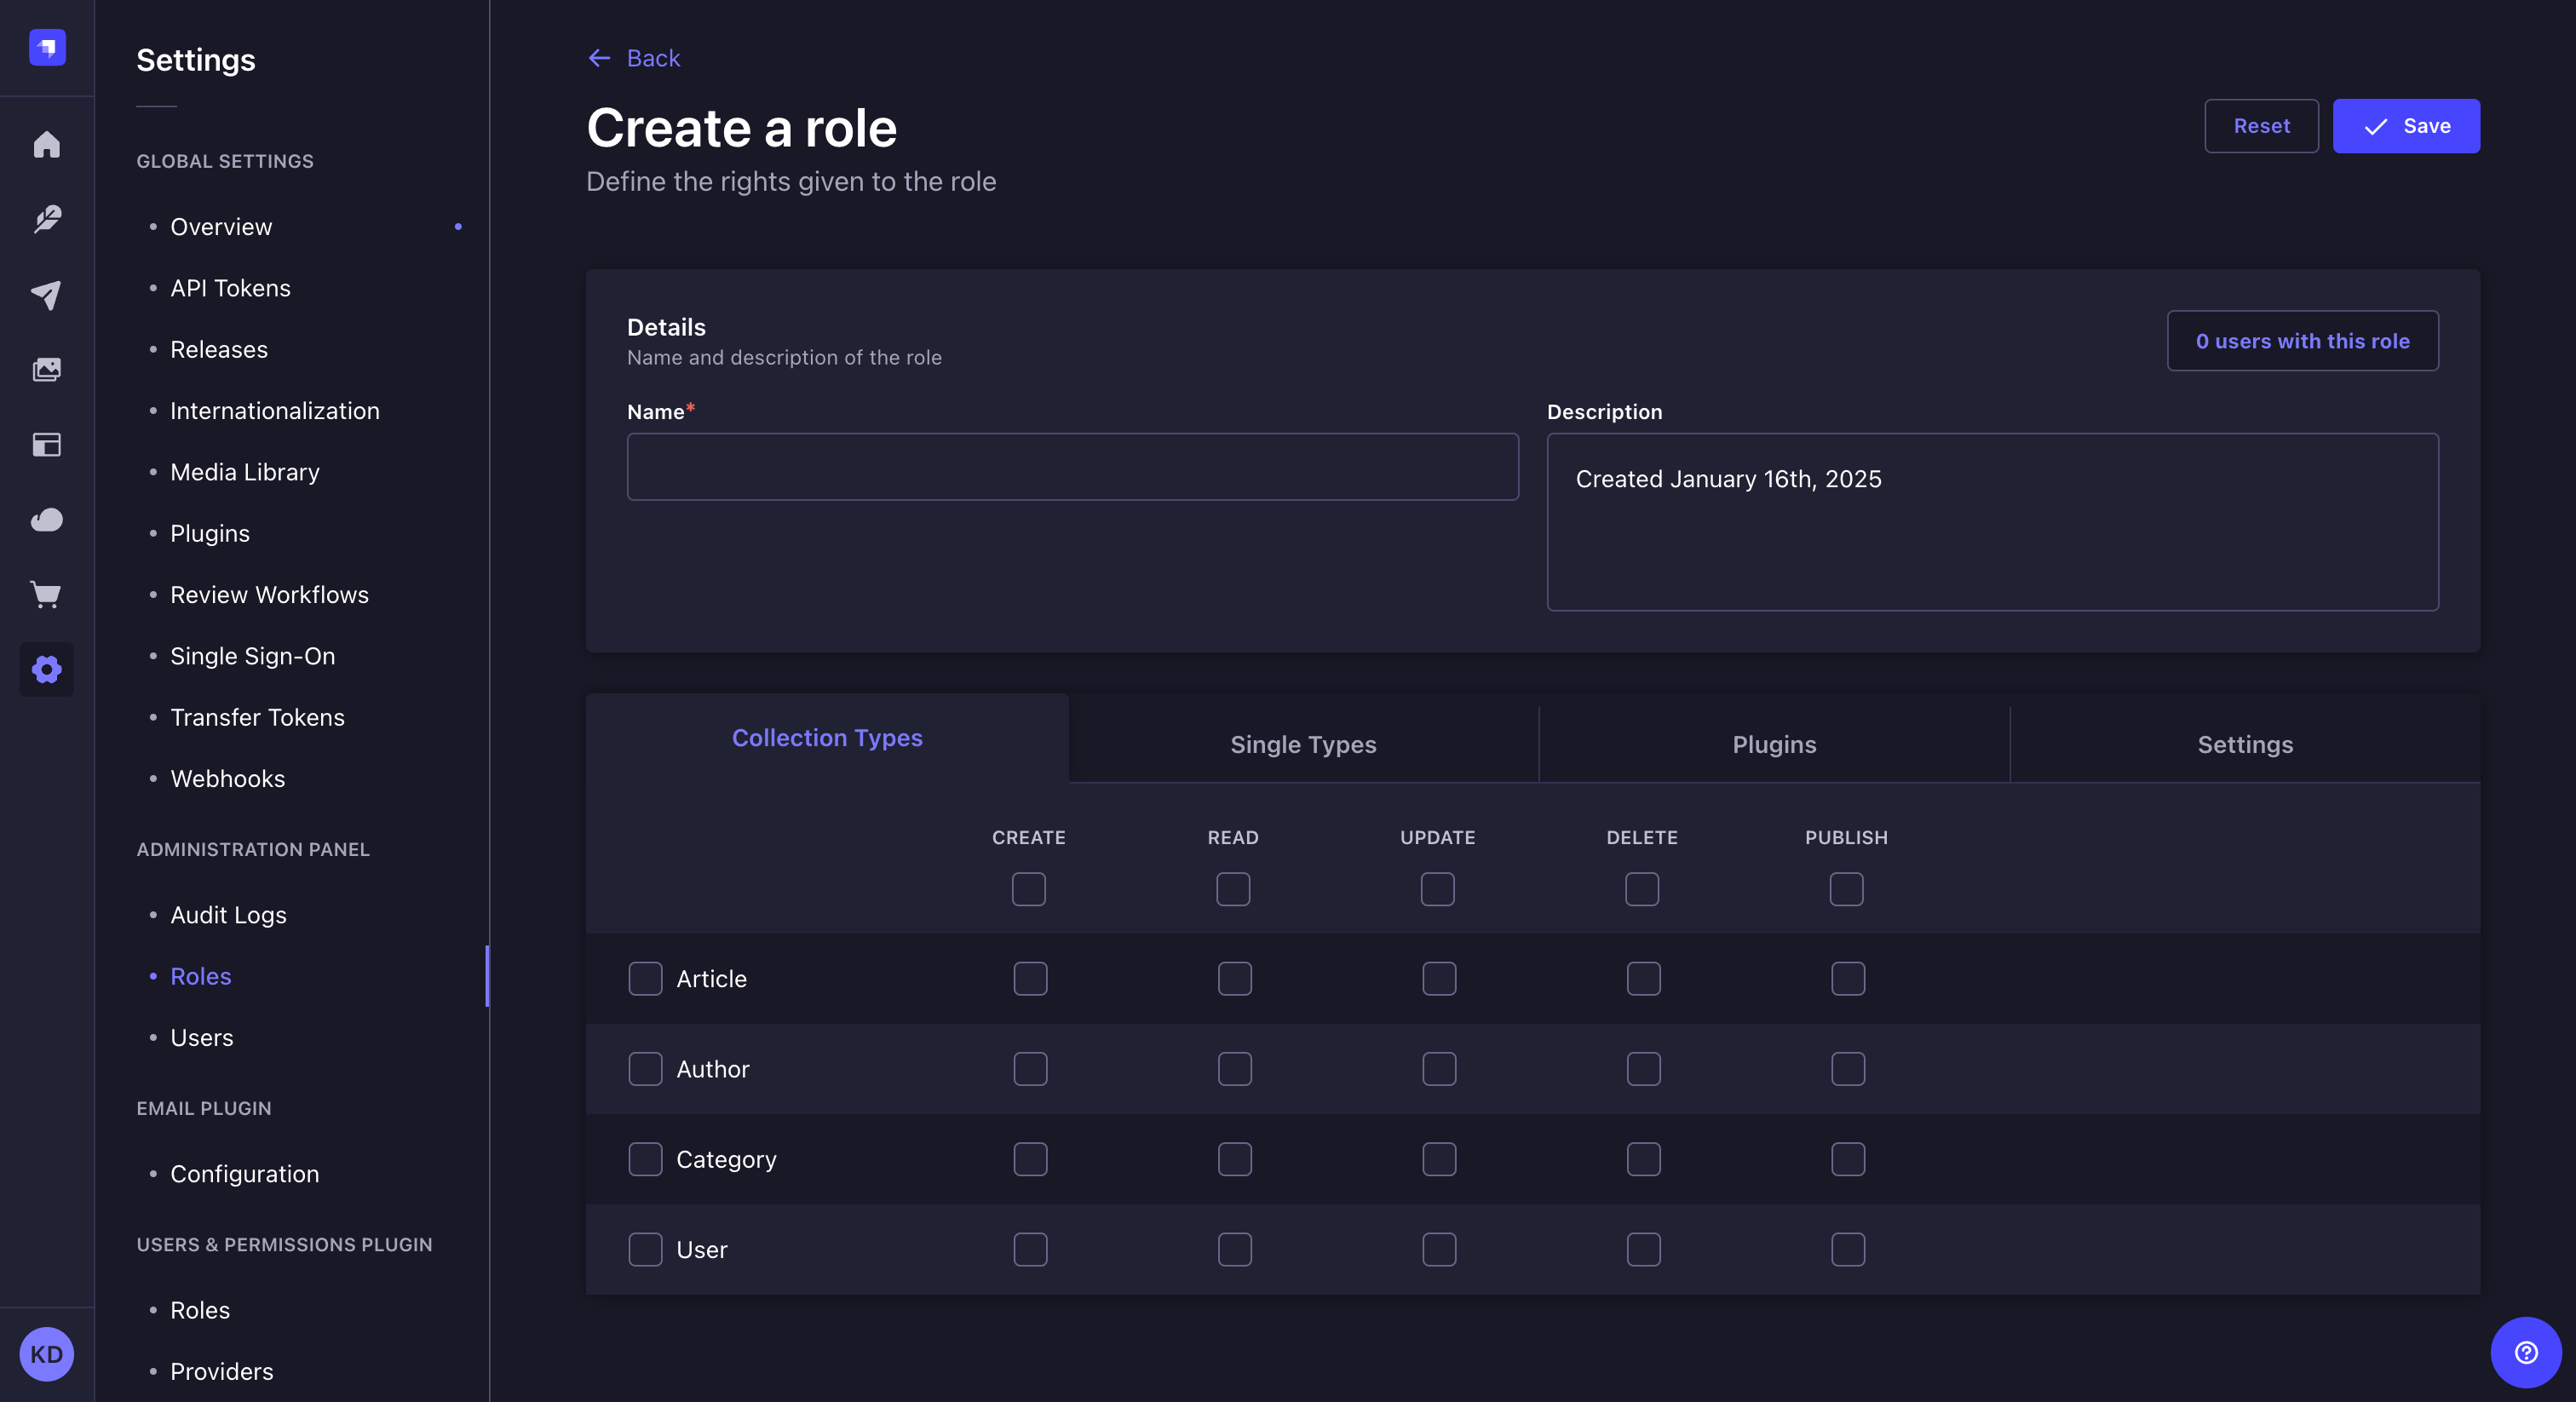 Settings
GLOBAL SETTINGS
Overview
API Tokens
Releases
Internationalization
Media Library
Plugins
Review Workflows
Single Sign-On
Transfer Tokens
Webhooks
ADMINISTRATION PANEL
Audit Logs
Roles
Users
EMAIL PLUGIN
Configuration
USERS & PERMISSIONS PLUGIN
Roles
Providers
KD
Back
Create a role
Define the rights given to the role
Reset
Save
Details
Name and description of the role
0 users with this role
Name*
Description
Created January 16th, 2025
Collection Types
Single Types
Plugins
Settings
CREATE READ UPDATE DELETE PUBLISH
Article
Author
Category
User